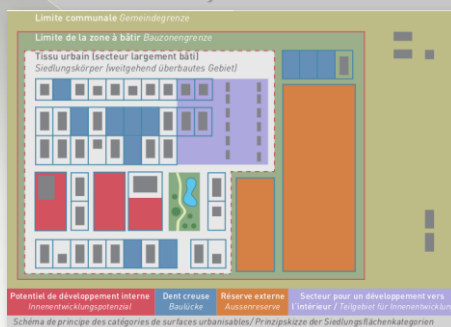 Limite communale Gemeindegrenze
Limite de la zone à bâtir Bauzonengrenze
Tissu urbain (secteur largement bâti)
Siedlungskörper (weitgehend überbautes Gebiet)
Potentiel de développement interne
Innenentwicklungspotenzial
Dent creuse
Baulücke
Réserve externe
Aussenreserve
Secteur pour un développement vers
l'intérieur / Teilgebiet für Innenentwicklung
Schéma de principe des catégories de surfaces urbanisables/ Prinzipskizze der Siedlungsflächenkategorien